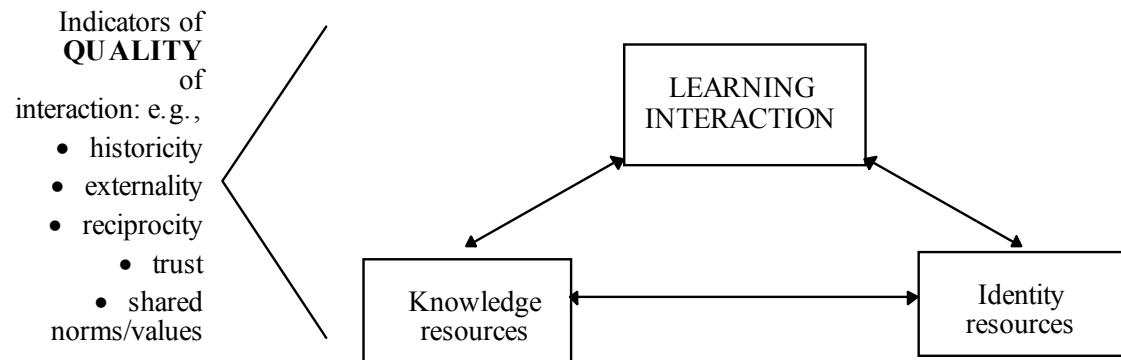 Indicators of
QUALITY
of
interaction: e.g.,
• historicity
• externality
• reciprocity
• trust
• shared
norms/values
LEARNING
INTERACTION
Knowledge
resources
Identity
resources